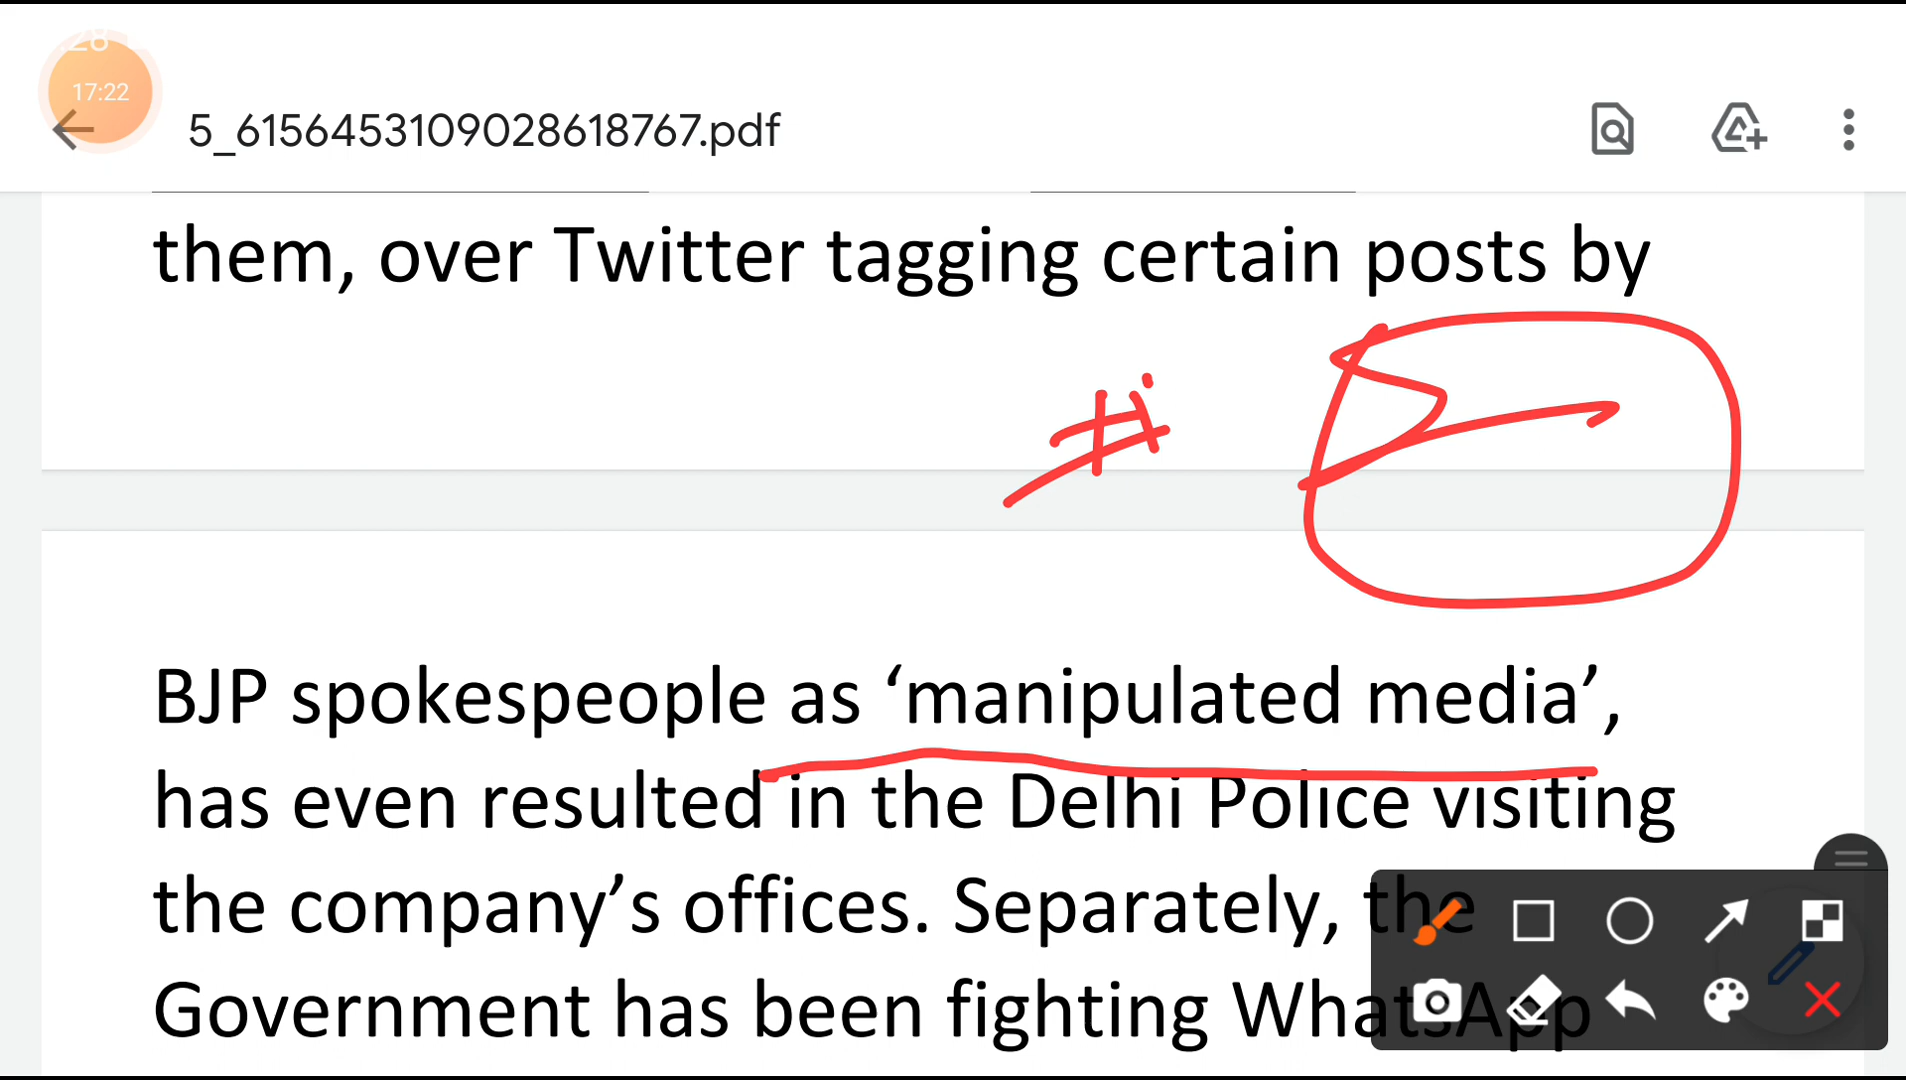 17:22
5_6156453109028618767.pdf
them, over Twitter tagging certain posts by
BJP spokespeople as ‘manipulated media’,
has even resulted in the Delhi Police visiting
the company’s offices. Separately, the
Government has been fighting WhatsApp